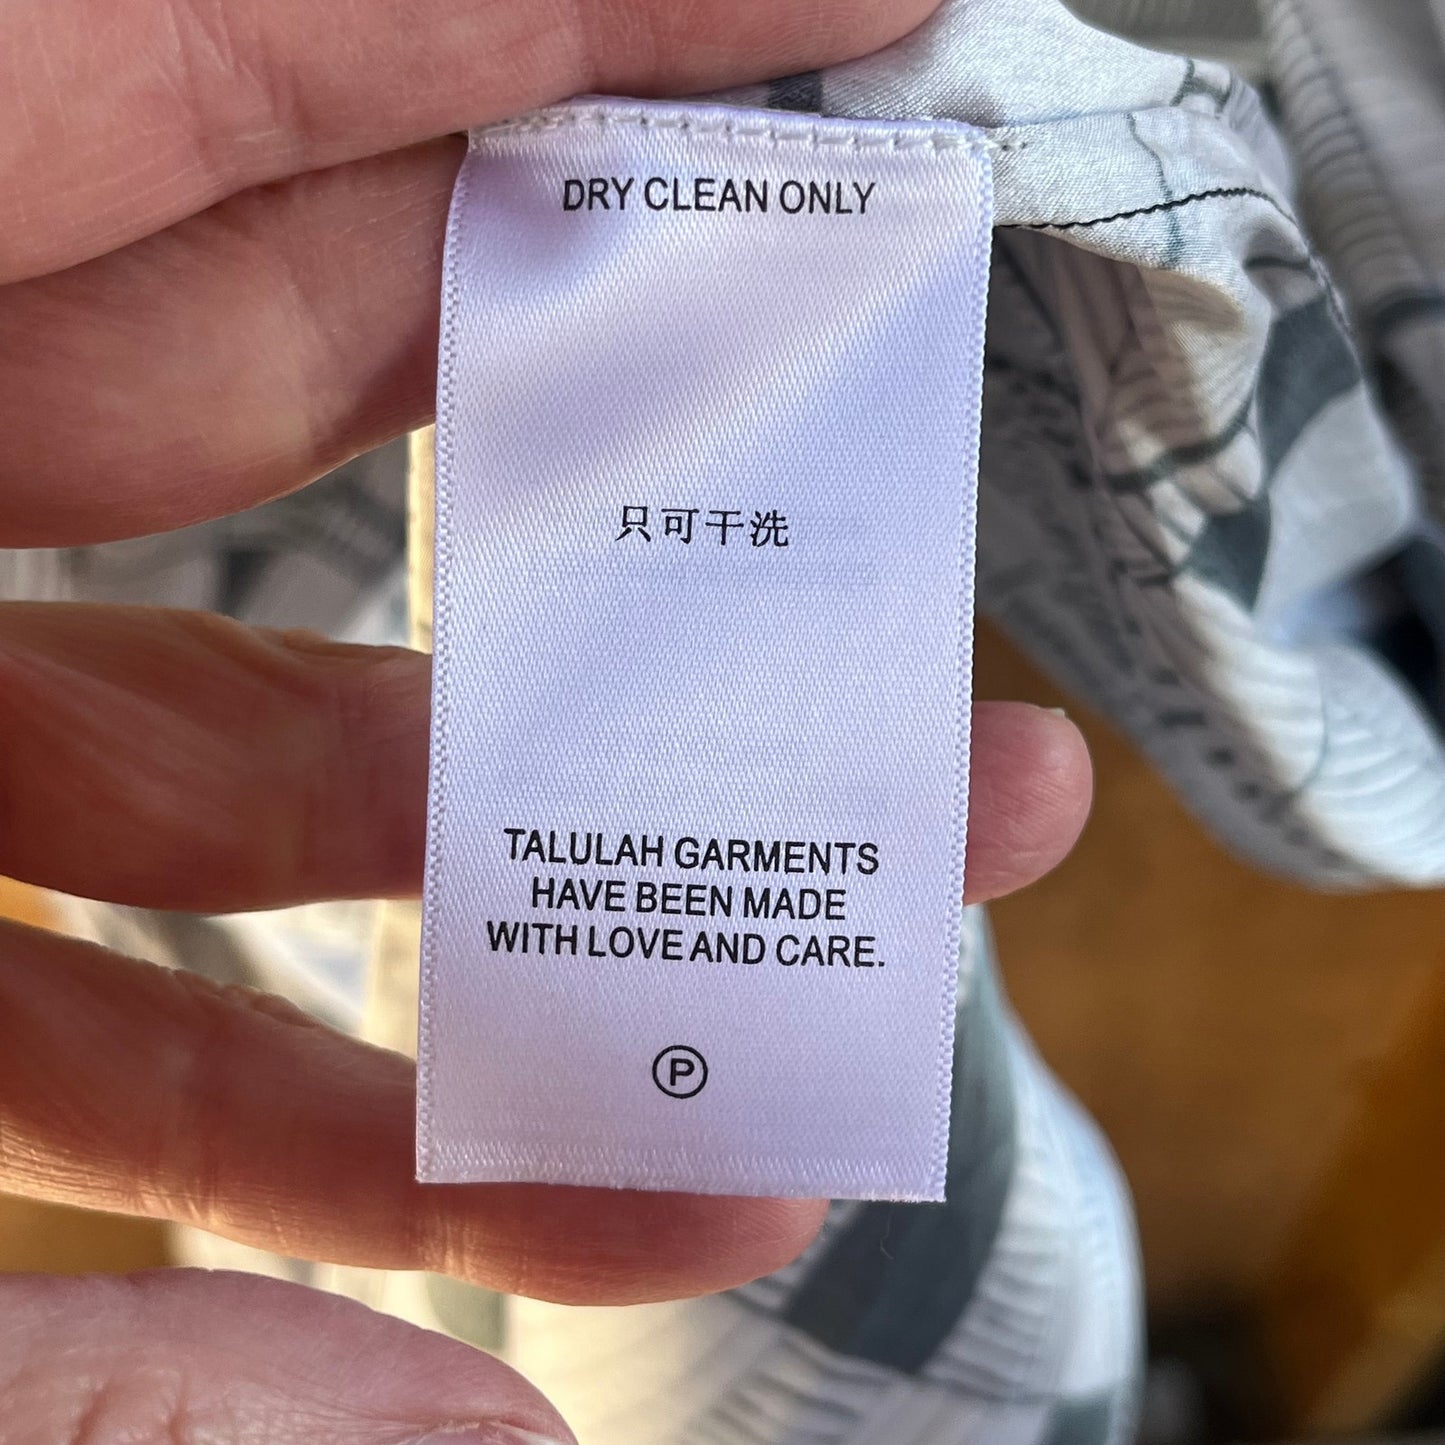 DRY CLEAN ONLY
只可干洗
TALULAH GARMENTS
HAVE BEEN MADE
WITH LOVE AND CARE.
P